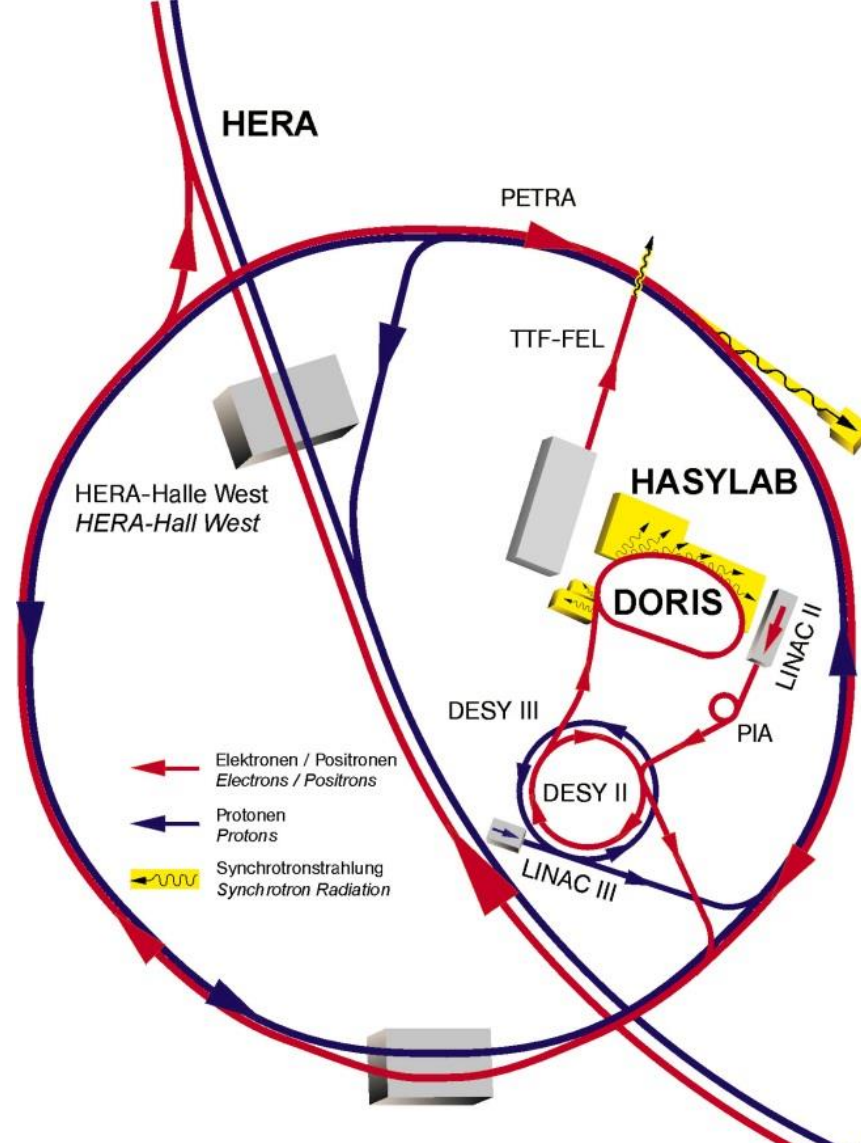 HERA
PETRA
TTF-FEL
HERA-Halle West
HERA-Hall West
HASYLAB
DORIS
LINAC II
DESY III
PIA
DESY II
LINAC III
Elektronen / Positronen
Electrons / Positrons
Protonen
Protons
Synchrotronstrahlung
Synchrotron Radiation